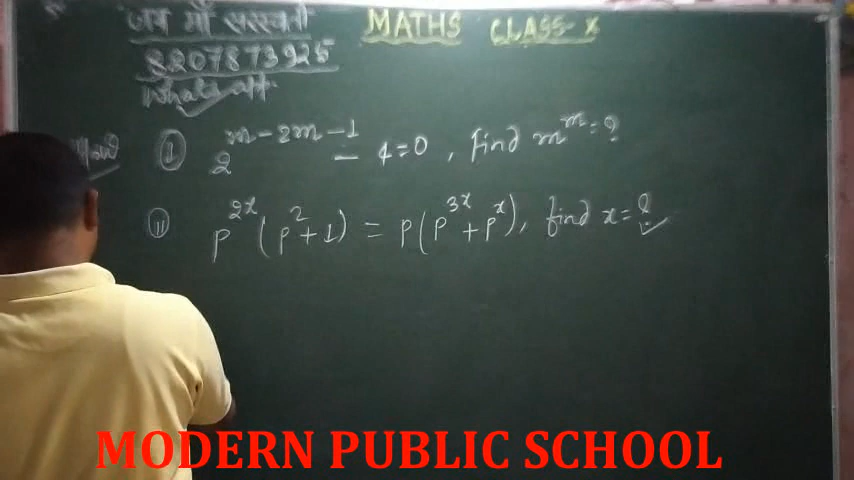 जय माँ सरस्वती
MATHS CLASS-X
8207873925
Whatsapp
(i) 2^{m-2m-1} - 4=0, find m^m=?
(ii) p^{2x}(p^2+1) = p(p^{3x}+p^x), find x=?
MODERN PUBLIC SCHOOL